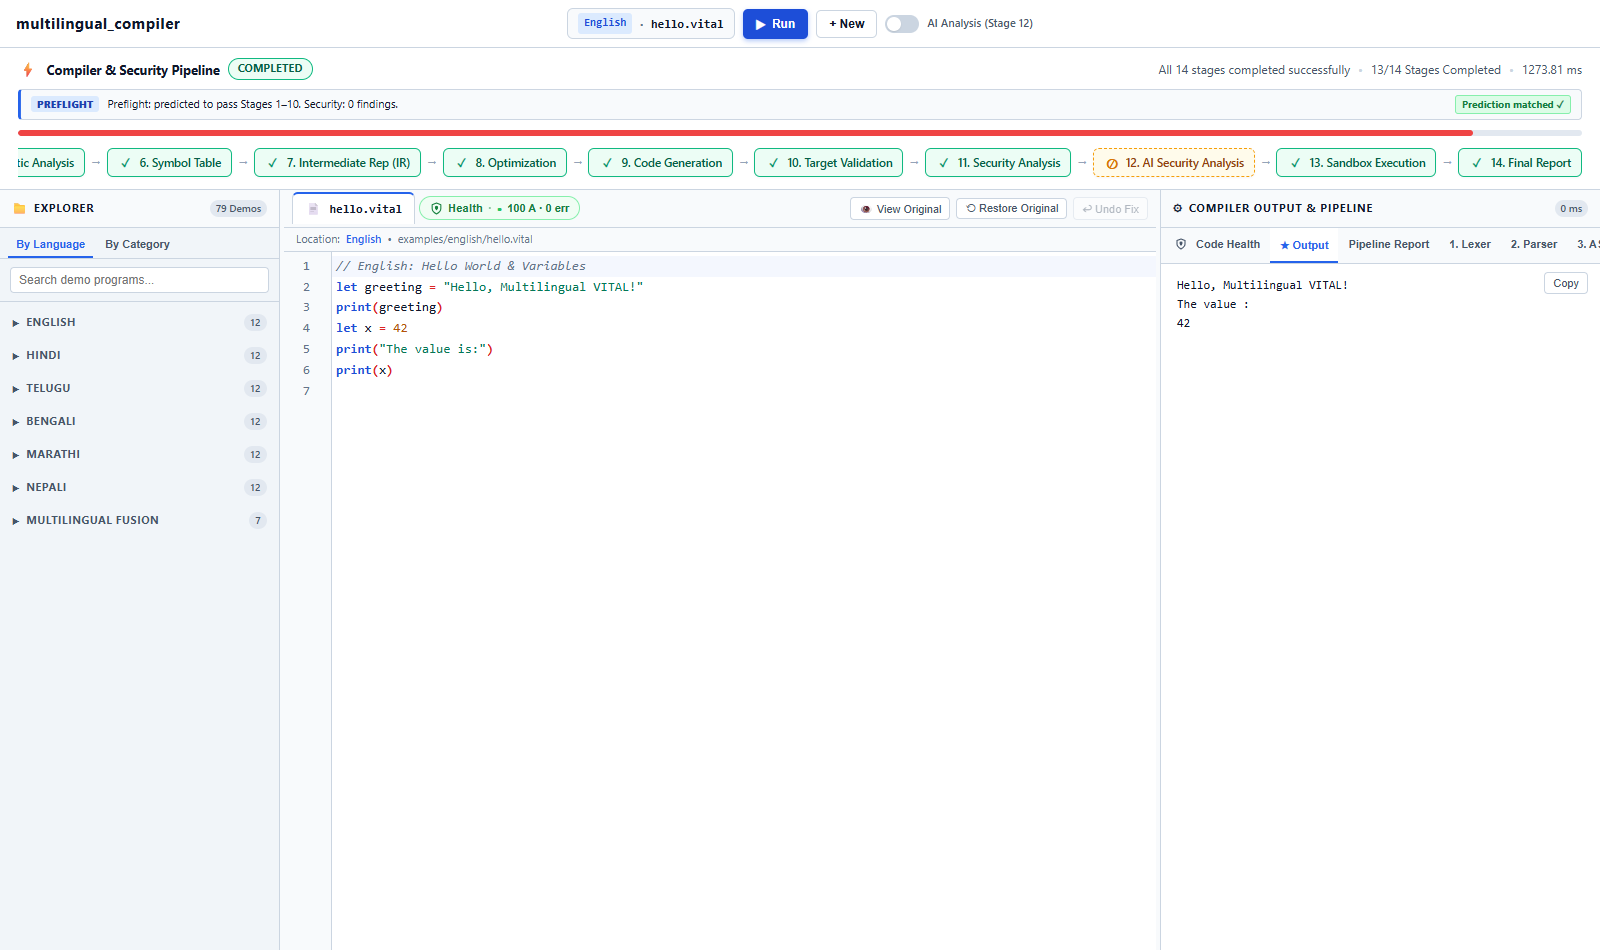 multilingual_compiler
English · hello.vital
▶ Run
+ New
AI Analysis (Stage 12)
Compiler & Security Pipeline
COMPLETED
All 14 stages completed successfully • 13/14 Stages Completed • 1273.81 ms
PREFLIGHT Preflight: predicted to pass Stages 1–10. Security: 0 findings.
Prediction matched ✓
tic Analysis → ✓ 6. Symbol Table → ✓ 7. Intermediate Rep (IR) → ✓ 8. Optimization → ✓ 9. Code Generation → ✓ 10. Target Validation → ✓ 11. Security Analysis → 12. AI Security Analysis → ✓ 13. Sandbox Execution → ✓ 14. Final Report
EXPLORER
79 Demos
By Language
By Category
Search demo programs...
▶ ENGLISH 12
▶ HINDI 12
▶ TELUGU 12
▶ BENGALI 12
▶ MARATHI 12
▶ NEPALI 12
▶ MULTILINGUAL FUSION 7
hello.vital
Health · 100 A · 0 err
View Original
Restore Original
Undo Fix
Location: English • examples/english/hello.vital
1 // English: Hello World & Variables
2 let greeting = "Hello, Multilingual VITAL!"
3 print(greeting)
4 let x = 42
5 print("The value is:")
6 print(x)
7
COMPILER OUTPUT & PIPELINE
0 ms
Code Health
★ Output
Pipeline Report
1. Lexer
2. Parser
3. AS
Copy
Hello, Multilingual VITAL!
The value :
42